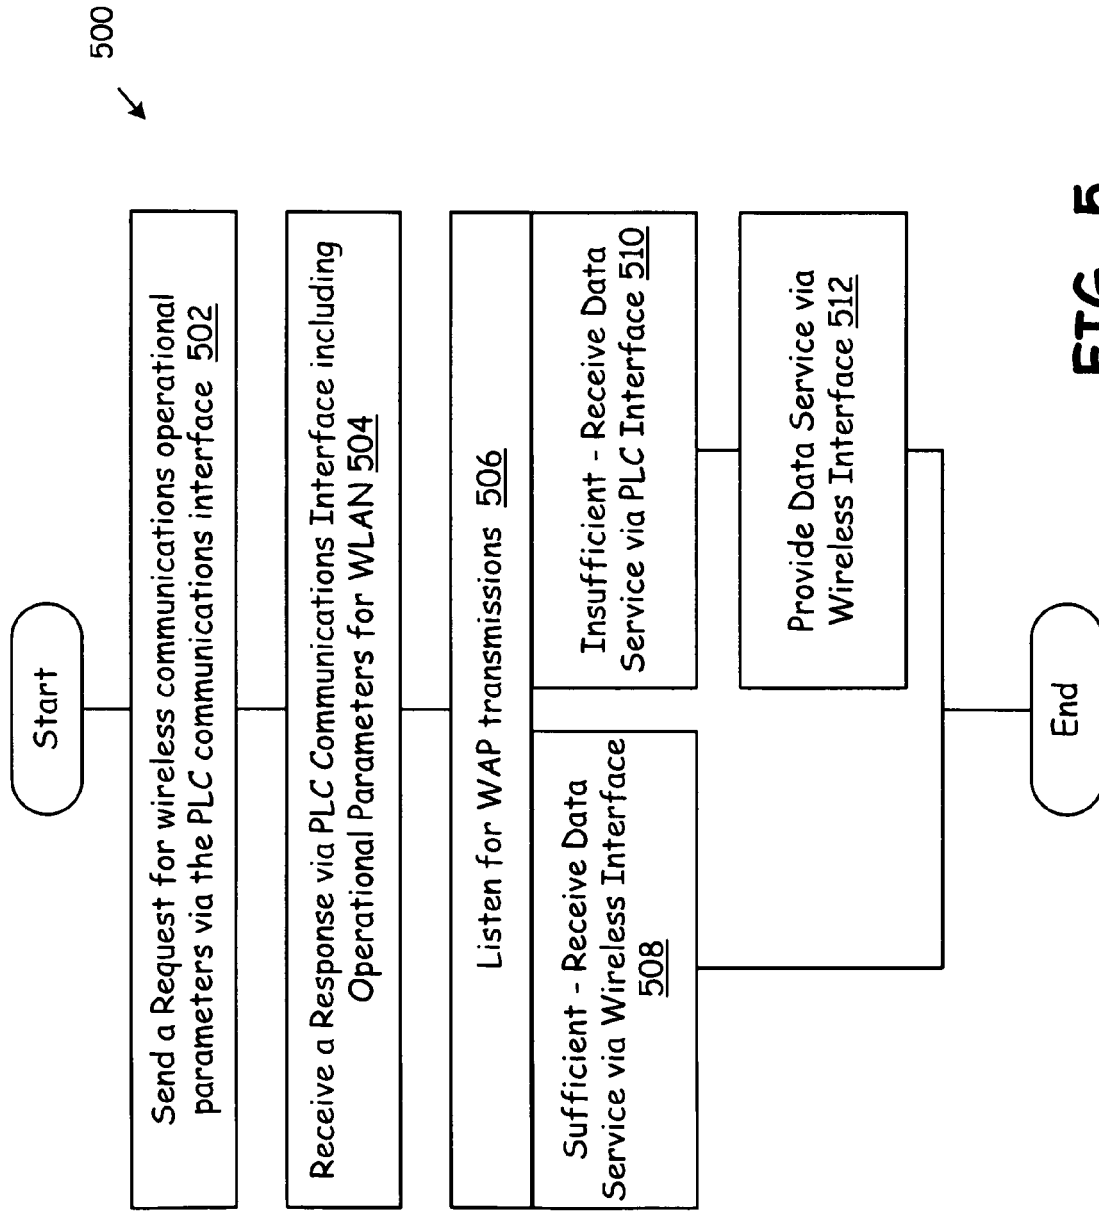 500
Start
Send a Request for wireless communications operational
parameters via the PLC communications interface 502
Receive a Response via PLC Communications Interface including
Operational Parameters for WLAN 504
Listen for WAP transmissions 506
Sufficient - Receive Data
Service via Wireless Interface
508
Insufficient - Receive Data
Service via PLC Interface 510
Provide Data Service via
Wireless Interface 512
End
FIG. 5